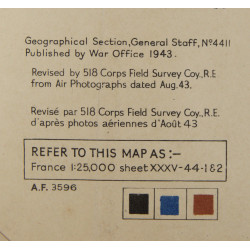 Geographical Section, General Staff, Nº4411
Published by War Office 1943.
Revised by 518 Corps Field Survey Coy., R.E
from Air Photographs dated Aug. 43.
Revisé par 518 Corps Field Survey Coy., R.E.
d'après photos aériennes d'Août 43
REFER TO THIS MAP AS :–
France 1:25,000 sheet XXXV-44-1&2
A.F. 3596